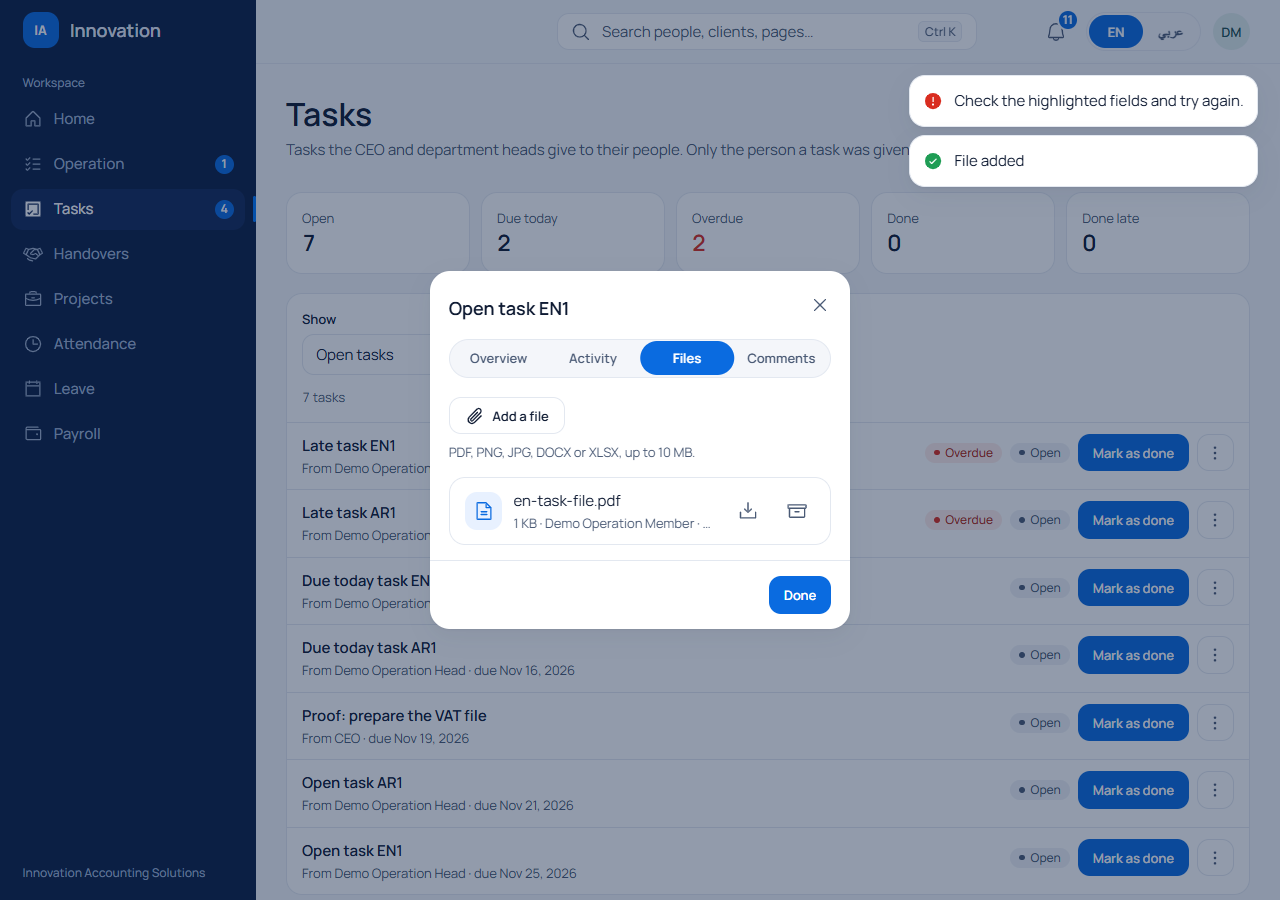 IA Innovation
Search people, clients, pages... Ctrl K
11
EN عربي DM
Workspace
Home
Operation 1
Tasks 4
Handovers
Projects
Attendance
Leave
Payroll
Innovation Accounting Solutions
Check the highlighted fields and try again.
File added
Tasks
Tasks the CEO and department heads give to their people. Only the person a task was given
Open
7
Due today
2
Overdue
2
Done
0
Done late
0
Show
Open tasks
7 tasks
Open task EN1
Overview Activity Files Comments
Add a file
PDF, PNG, JPG, DOCX or XLSX, up to 10 MB.
en-task-file.pdf
1 KB · Demo Operation Member · ...
Done
Late task EN1
From Demo Operation
Overdue Open Mark as done
Late task AR1
From Demo Operation
Overdue Open Mark as done
Due today task EN
From Demo Operation
Open Mark as done
Due today task AR1
From Demo Operation Head · due Nov 16, 2026
Open Mark as done
Proof: prepare the VAT file
From CEO · due Nov 19, 2026
Open Mark as done
Open task AR1
From Demo Operation Head · due Nov 21, 2026
Open Mark as done
Open task EN1
From Demo Operation Head · due Nov 25, 2026
Open Mark as done